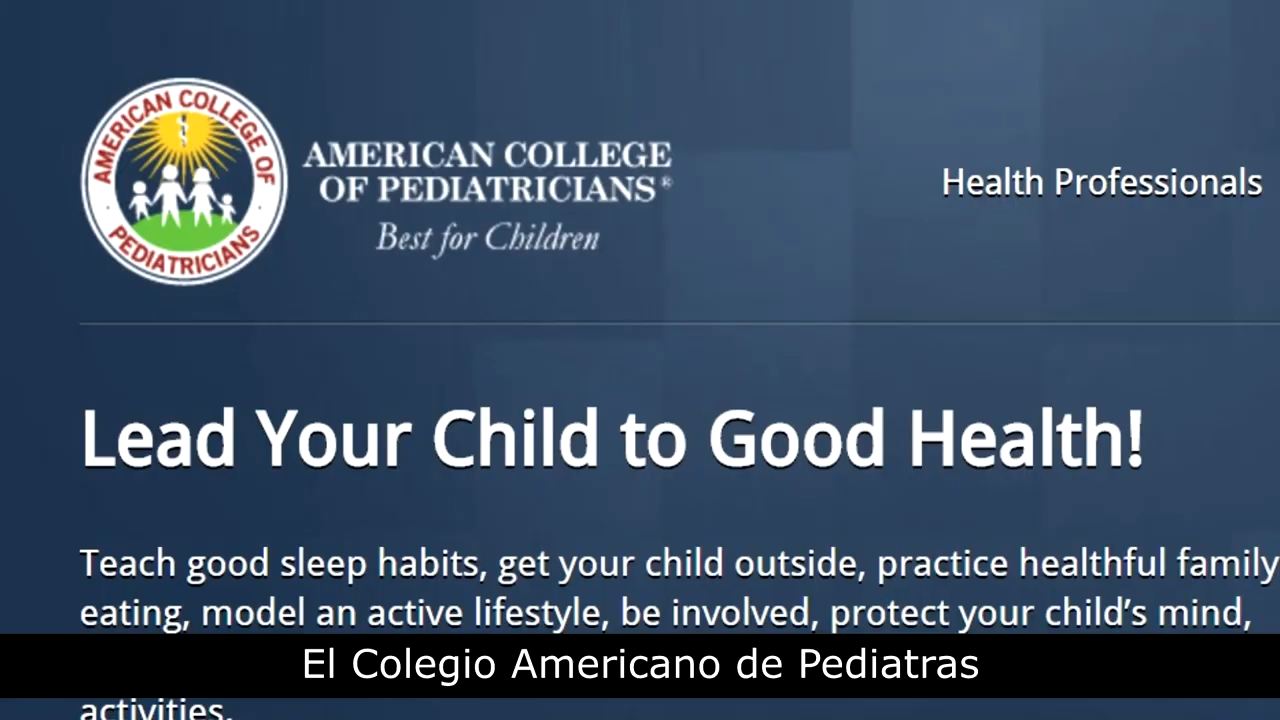 AMERICAN COLLEGE OF
PEDIATRICIANS
AMERICAN COLLEGE
OF PEDIATRICIANS®
Best for Children
Health Professionals
Lead Your Child to Good Health!
Teach good sleep habits, get your child outside, practice healthful family
eating, model an active lifestyle, be involved, protect your child’s mind,
El Colegio Americano de Pediatras
activities.